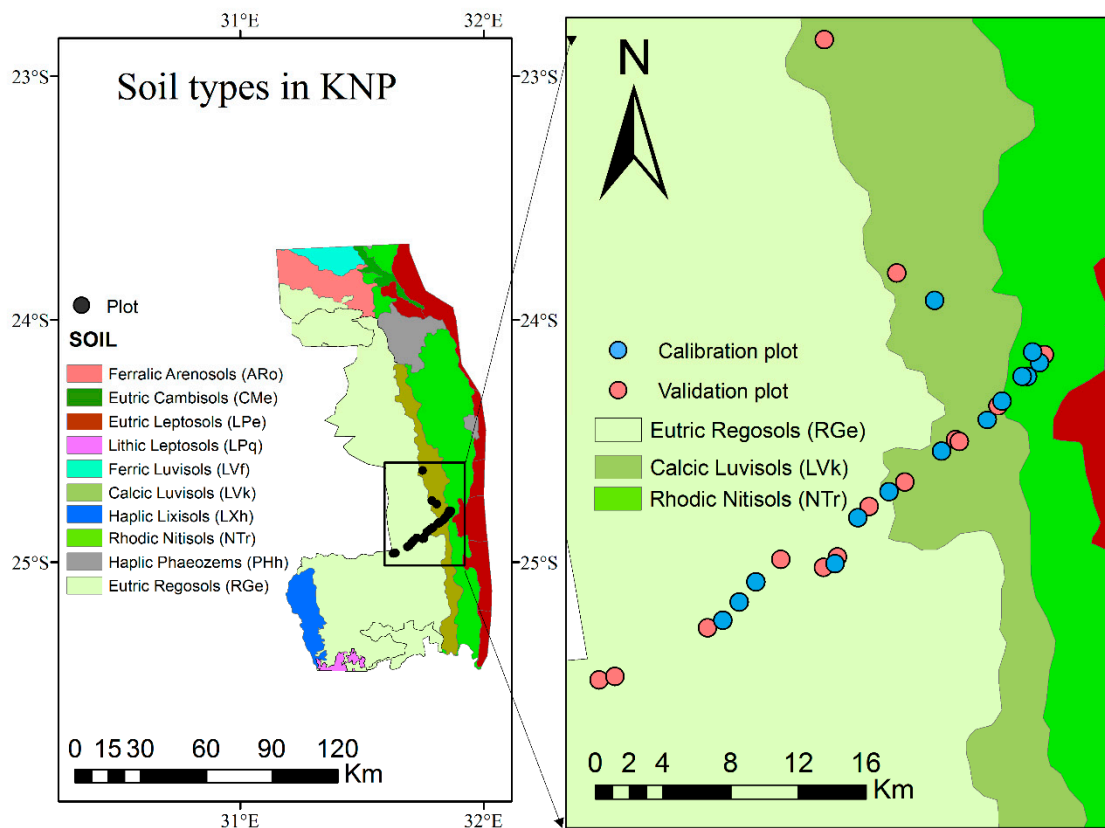 31°E 32°E
23°S 23°S
Soil types in KNP
24°S 24°S
Plot
SOIL
Ferralic Arenosols (ARo)
Eutric Cambisols (CMe)
Eutric Leptosols (LPe)
Lithic Leptosols (LPq)
Ferric Luvisols (LVf)
Calcic Luvisols (LVk)
Haplic Lixisols (LXh)
Rhodic Nitisols (NTr)
Haplic Phaeozems (PHh)
Eutric Regosols (RGe)
25°S 25°S
0 15 30 60 90 120
Km
31°E 32°E
N
Calibration plot
Validation plot
Eutric Regosols (RGe)
Calcic Luvisols (LVk)
Rhodic Nitisols (NTr)
0 2 4 8 12 16
Km